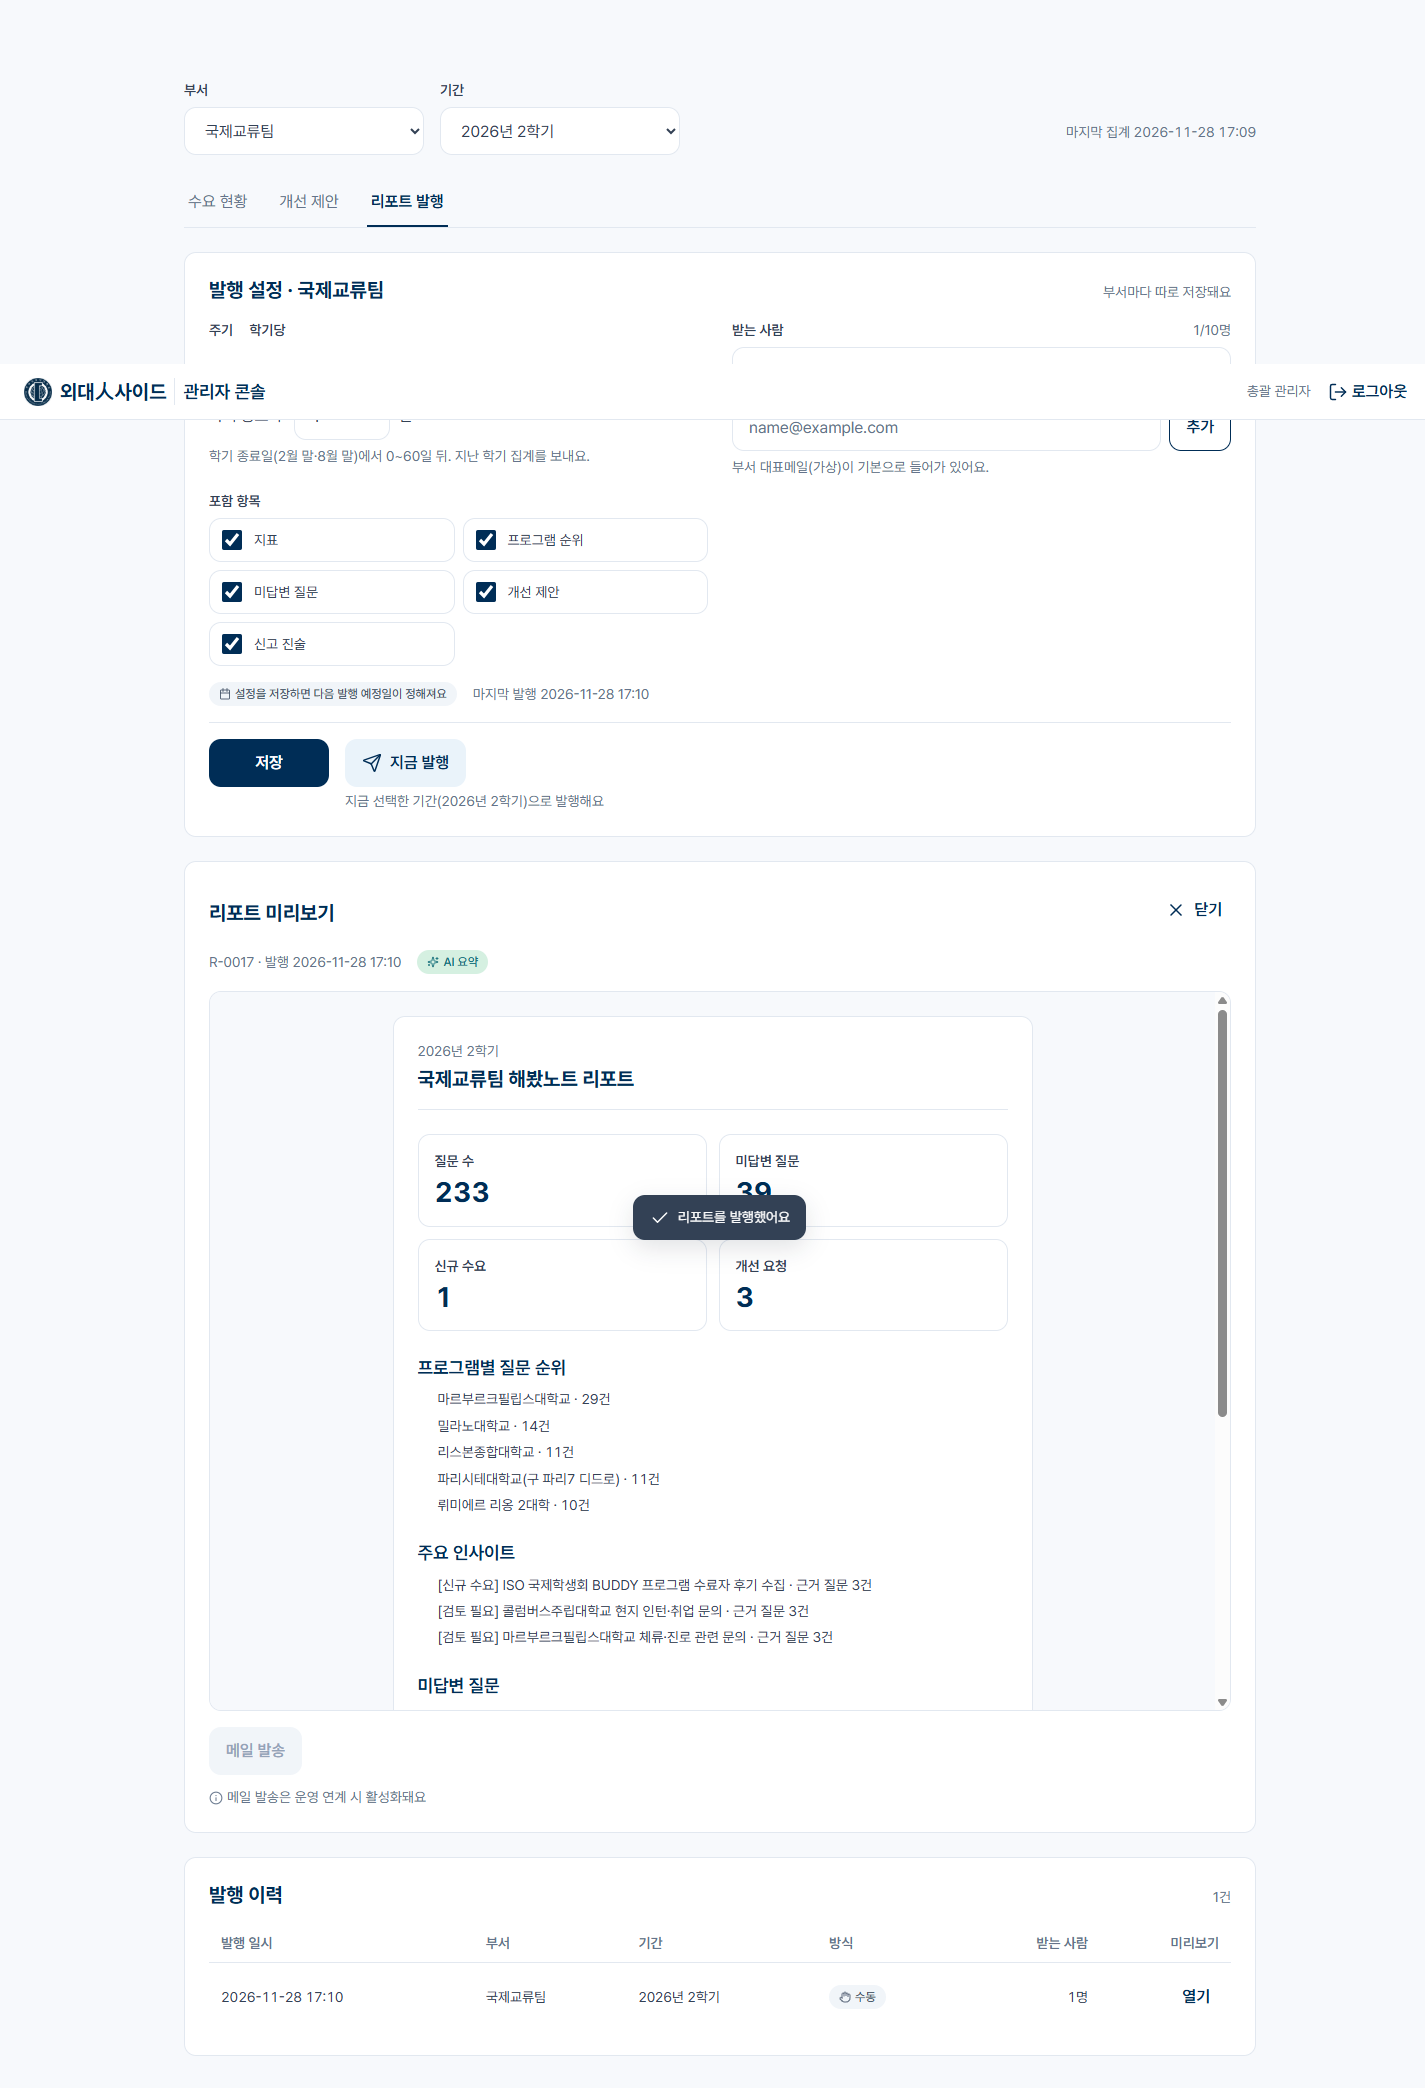 부서
기간
국제교류팀
2026년 2학기
마지막 집계 2026-11-28 17:09
수요 현황
개선 제안
리포트 발행
발행 설정 · 국제교류팀
부서마다 따로 저장돼요
주기 학기당
받는 사람
1/10명
외대人사이드
관리자 콘솔
총괄 관리자
로그아웃
name@example.com
추가
학기 종료일(2월 말·8월 말)에서 0~60일 뒤. 지난 학기 집계를 보내요.
부서 대표메일(가상)이 기본으로 들어가 있어요.
포함 항목
지표
프로그램 순위
미답변 질문
개선 제안
신고 진술
설정을 저장하면 다음 발행 예정일이 정해져요
마지막 발행 2026-11-28 17:10
저장
지금 발행
지금 선택한 기간(2026년 2학기)으로 발행해요
리포트 미리보기
닫기
R-0017 · 발행 2026-11-28 17:10
AI 요약
2026년 2학기
국제교류팀 해봤노트 리포트
질문 수
233
미답변 질문
39
리포트를 발행했어요
신규 수요
1
개선 요청
3
프로그램별 질문 순위
마르부르크필립스대학교 · 29건
밀라노대학교 · 14건
리스본종합대학교 · 11건
파리시테대학교(구 파리7 디드로) · 11건
뤼미에르 리옹 2대학 · 10건
주요 인사이트
[신규 수요] ISO 국제학생회 BUDDY 프로그램 수료자 후기 수집 · 근거 질문 3건
[검토 필요] 콜럼버스주립대학교 현지 인턴·취업 문의 · 근거 질문 3건
[검토 필요] 마르부르크필립스대학교 체류·진로 관련 문의 · 근거 질문 3건
미답변 질문
메일 발송
메일 발송은 운영 연계 시 활성화돼요
발행 이력
1건
발행 일시
부서
기간
방식
받는 사람
미리보기
2026-11-28 17:10
국제교류팀
2026년 2학기
수동
1명
열기